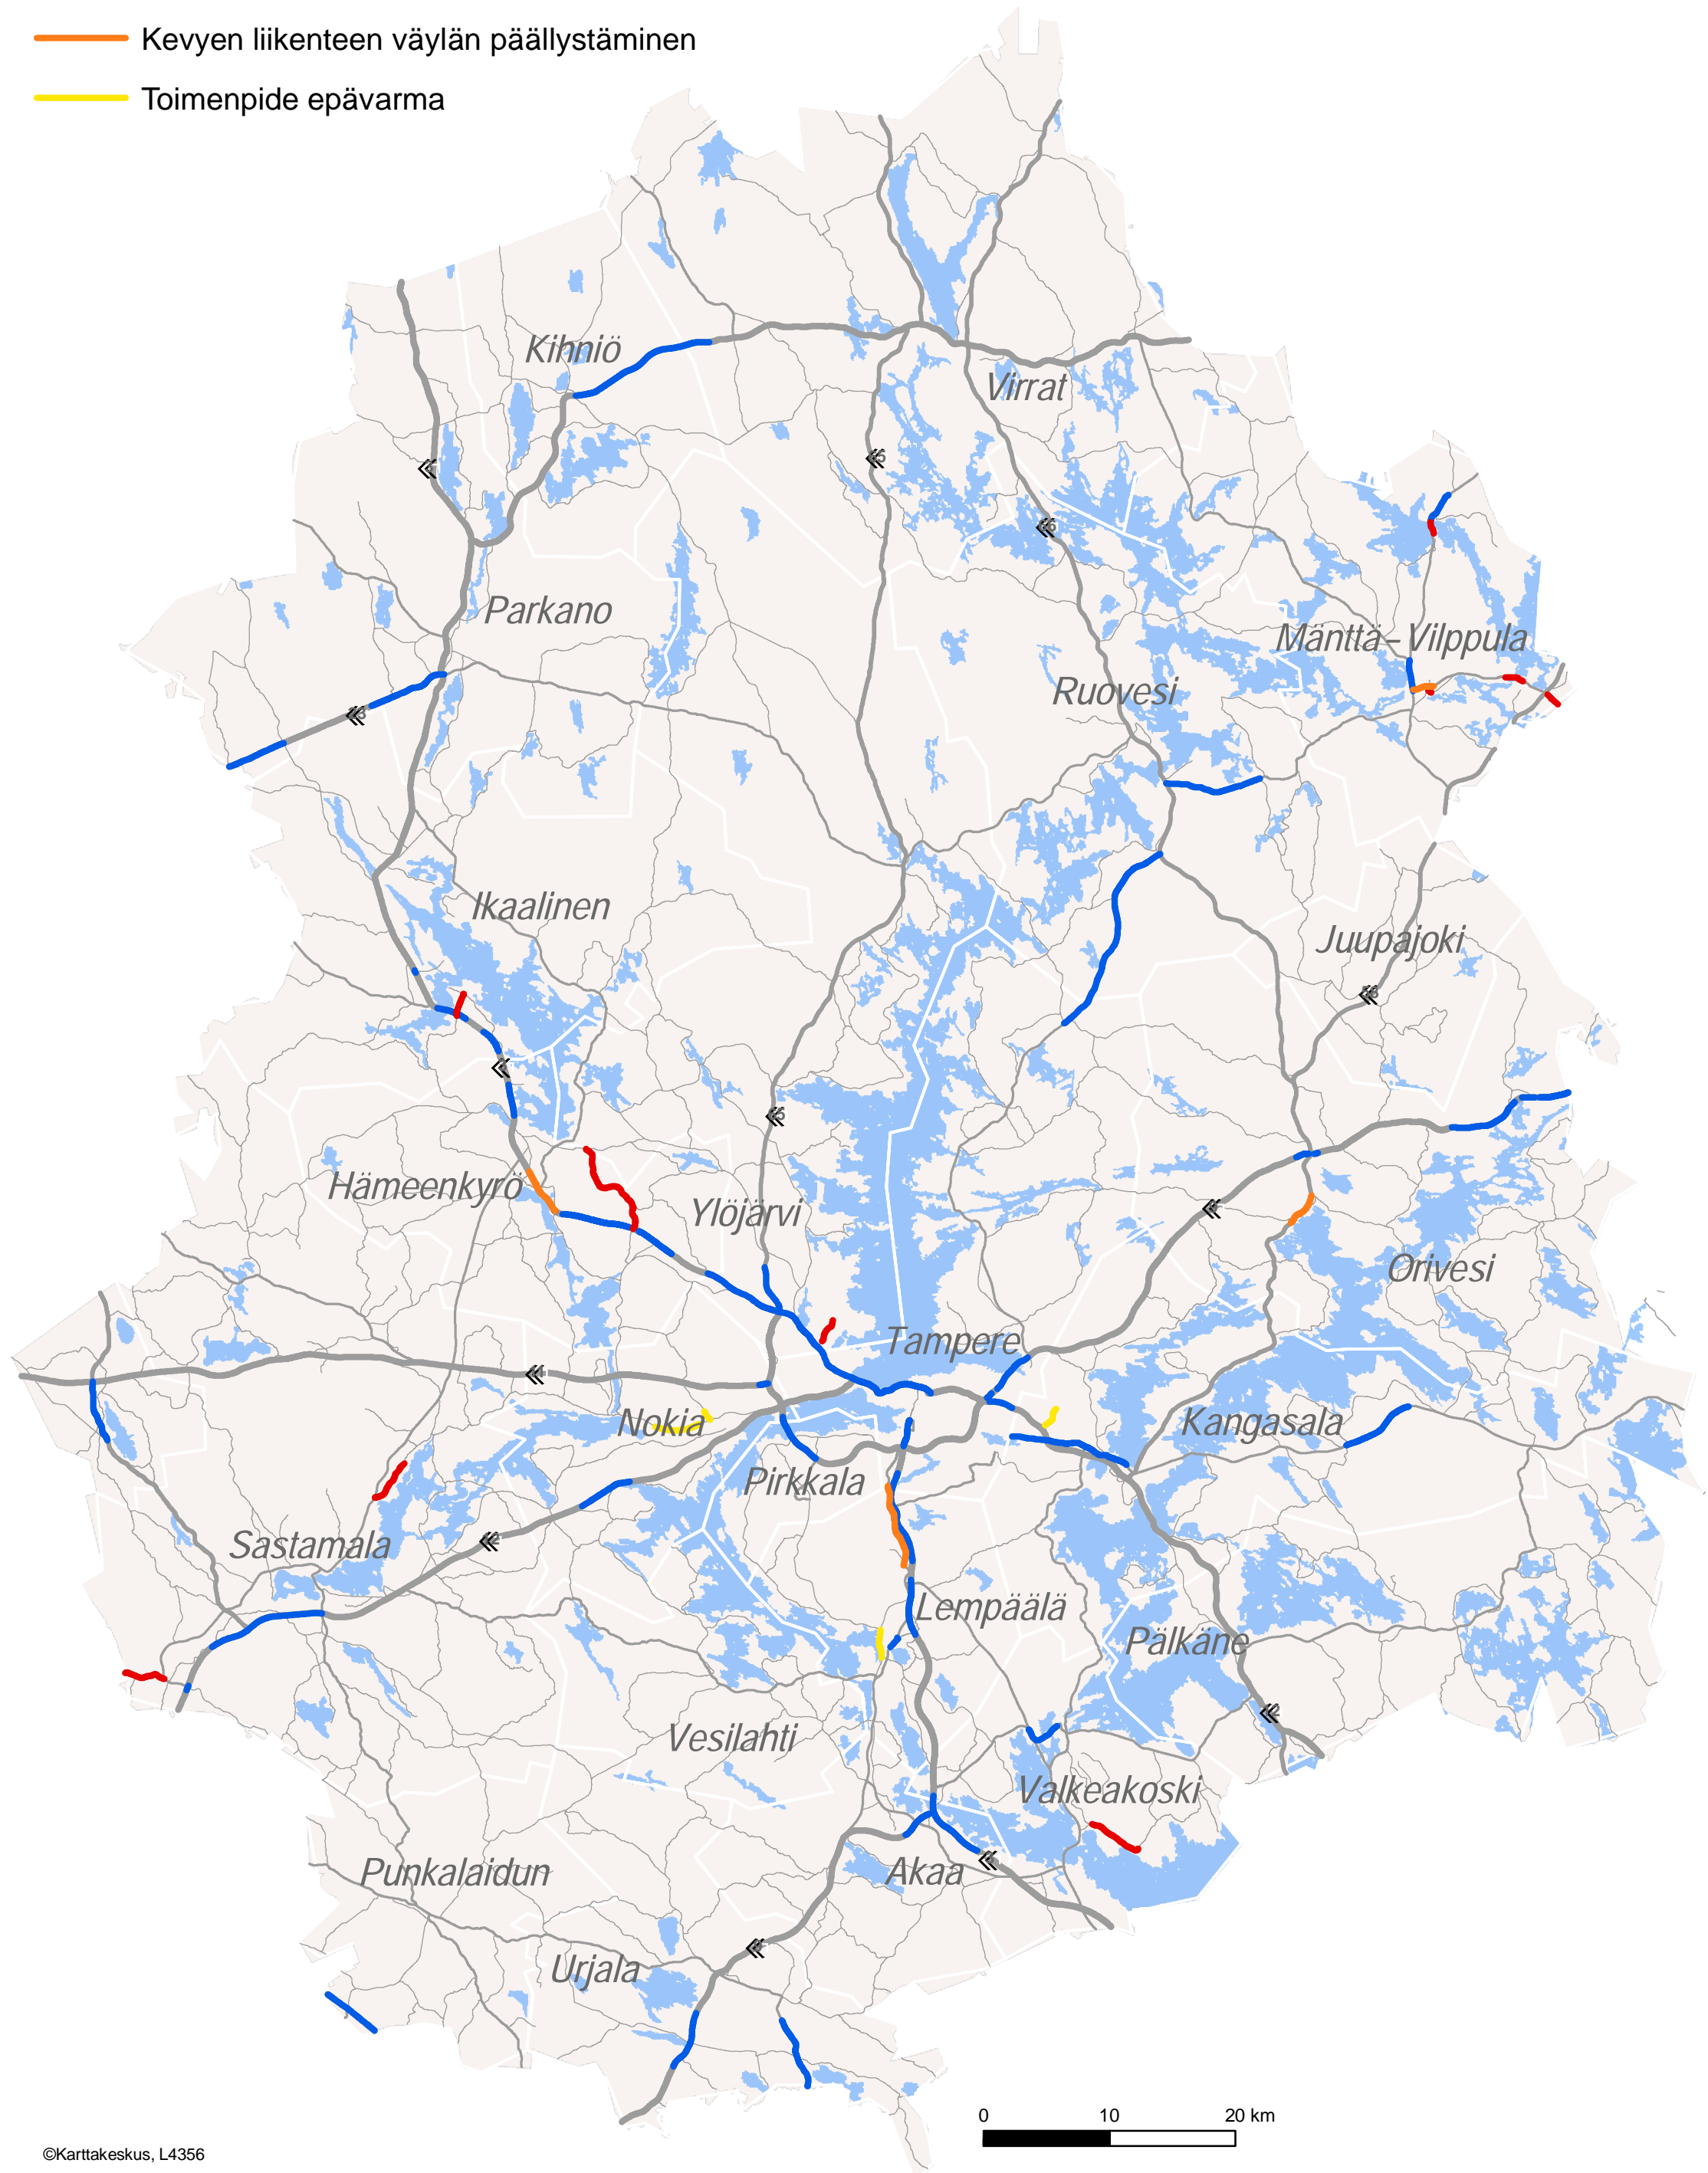 Kevyen liikenteen väylän päällystäminen
Toimenpide epävarma
Kihniö
Virrat
Parkano
Mänttä-Vilppula
Ruovesi
Ikaalinen
Juupajoki
Hämeenkyrö
Ylöjärvi
Orivesi
Tampere
Nokia
Kangasala
Pirkkala
Sastamala
Lempäälä
Pälkäne
Vesilahti
Valkeakoski
Punkalaidun
Akaa
Urjala
0 10 20 km
©Karttakeskus, L4356